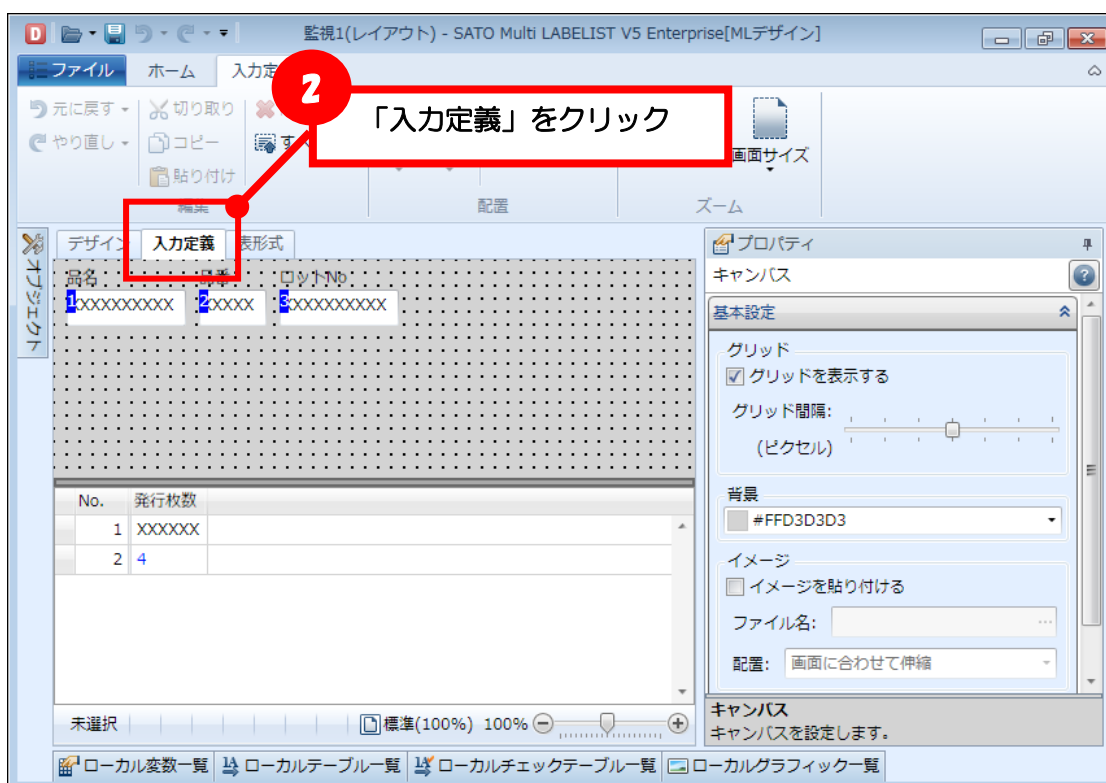 監視1(レイアウト) - SATO Multi LABELIST V5 Enterprise[MLデザイン]
ファイル ホーム 入力定
2
「入力定義」をクリック
元に戻す 切り取り
やり直し コピー す
貼り付け
画面サイズ
編集 配置 ズーム
オブジェクト
デザイン 入力定義 表形式
品名 品番 ロットNo
1XXXXXXXXX 2XXXXX 3XXXXXXXXX
No. 発行枚数
1 XXXXXX
2 4
未選択 標準(100%) 100%
プロパティ
キャンバス
基本設定
グリッド
グリッドを表示する
グリッド間隔:
(ピクセル)
背景
#FFD3D3D3
イメージ
イメージを貼り付ける
ファイル名: ...
配置: 画面に合わせて伸縮
キャンバス
キャンバスを設定します。
ローカル変数一覧 ローカルテーブル一覧 ローカルチェックテーブル一覧 ローカルグラフィック一覧